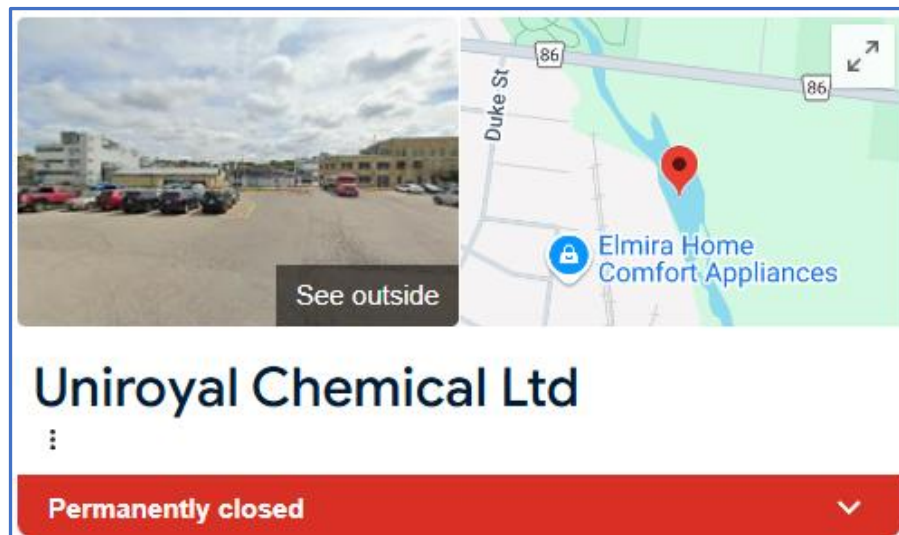 See outside
86
86
Duke St
Elmira Home
Comfort Appliances
Uniroyal Chemical Ltd
Permanently closed